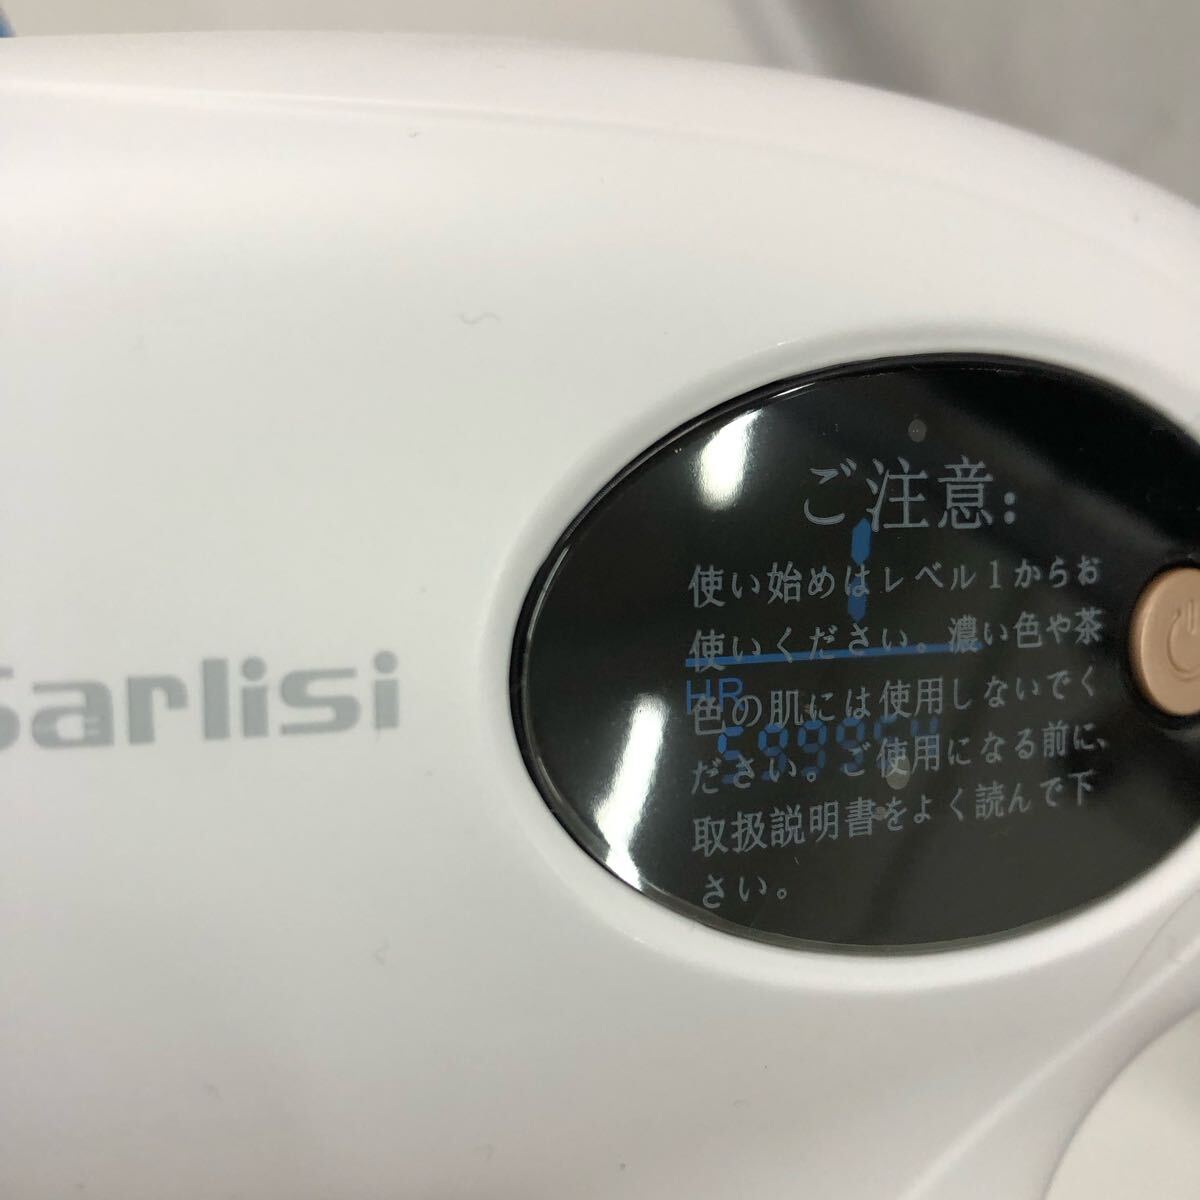 Sarlisi
ご注意:
使い始めはレベル1からお
使いください。濃い色や茶
色の肌には使用しないでく
ださい。ご使用になる前に、
取扱説明書をよく読んで下
さい。
1
HR